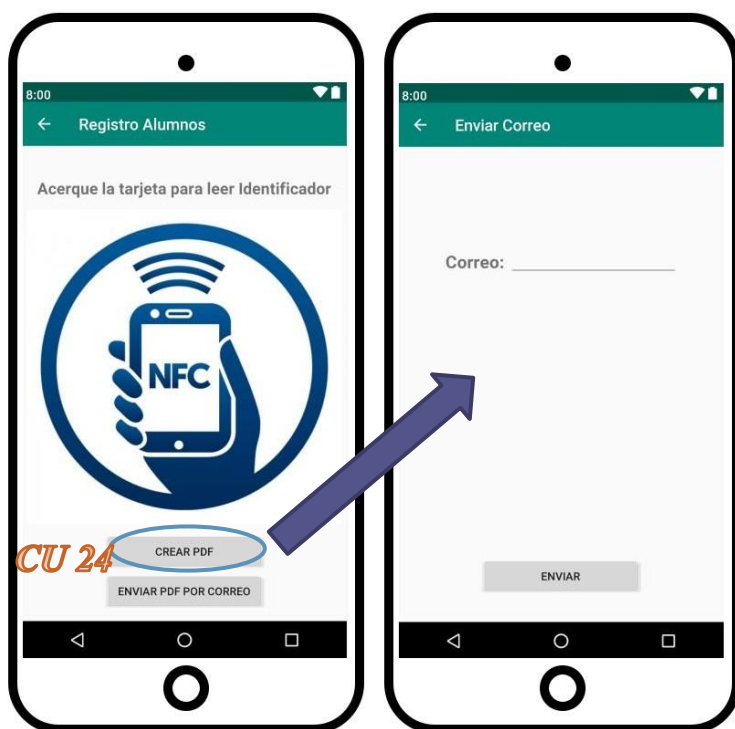 8:00
Registro Alumnos
Acerque la tarjeta para leer Identificador
NFC
CU 24
CREAR PDF
ENVIAR PDF POR CORREO
8:00
Enviar Correo
Correo:
ENVIAR